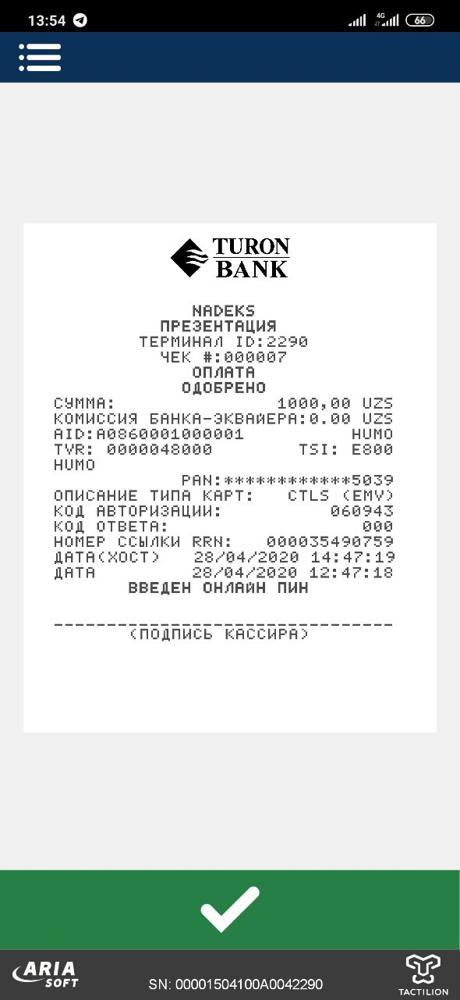 13:54
4G
66
TURON
BANK
NADEKS
ПРЕЗЕНТАЦИЯ
ТЕРМИНАЛ ID:2290
ЧЕК #:000007
ОПЛАТА
ОДОБРЕНО
СУММА: 1000,00 UZS
КОМИССИЯ БАНКА-ЭКВАЙЕРА:0.00 UZS
AID:A0860001000001 HUMO
TVR: 0000048000 TSI: E800
HUMO
PAN:************5039
ОПИСАНИЕ ТИПА КАРТ: CTLS (EMV)
КОД АВТОРИЗАЦИИ: 060943
КОД ОТВЕТА: 000
НОМЕР ССЫЛКИ RRN: 000035490759
ДАТА(ХОСТ) 28/04/2020 14:47:19
ДАТА 28/04/2020 12:47:18
ВВЕДЕН ОНЛАЙН ПИН
________________________________
(ПОДПИСЬ КАССИРА)
ARIA
SOFT
SN: 00001504100A0042290
TACTILION